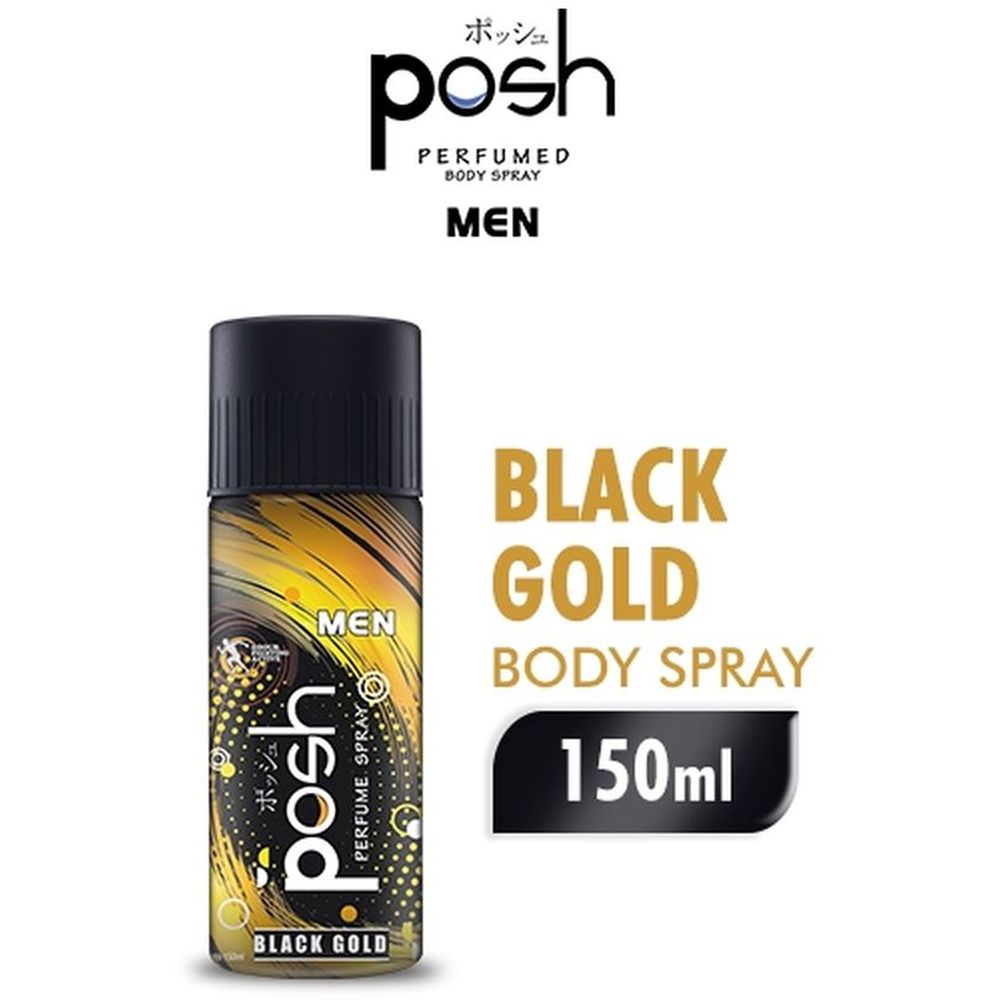 ポッシュ
posh
PERFUMED
BODY SPRAY
MEN
BLACK
GOLD
BODY SPRAY
150ml
MEN
ポッシュ
posh
PERFUME SPRAY
BLACK GOLD